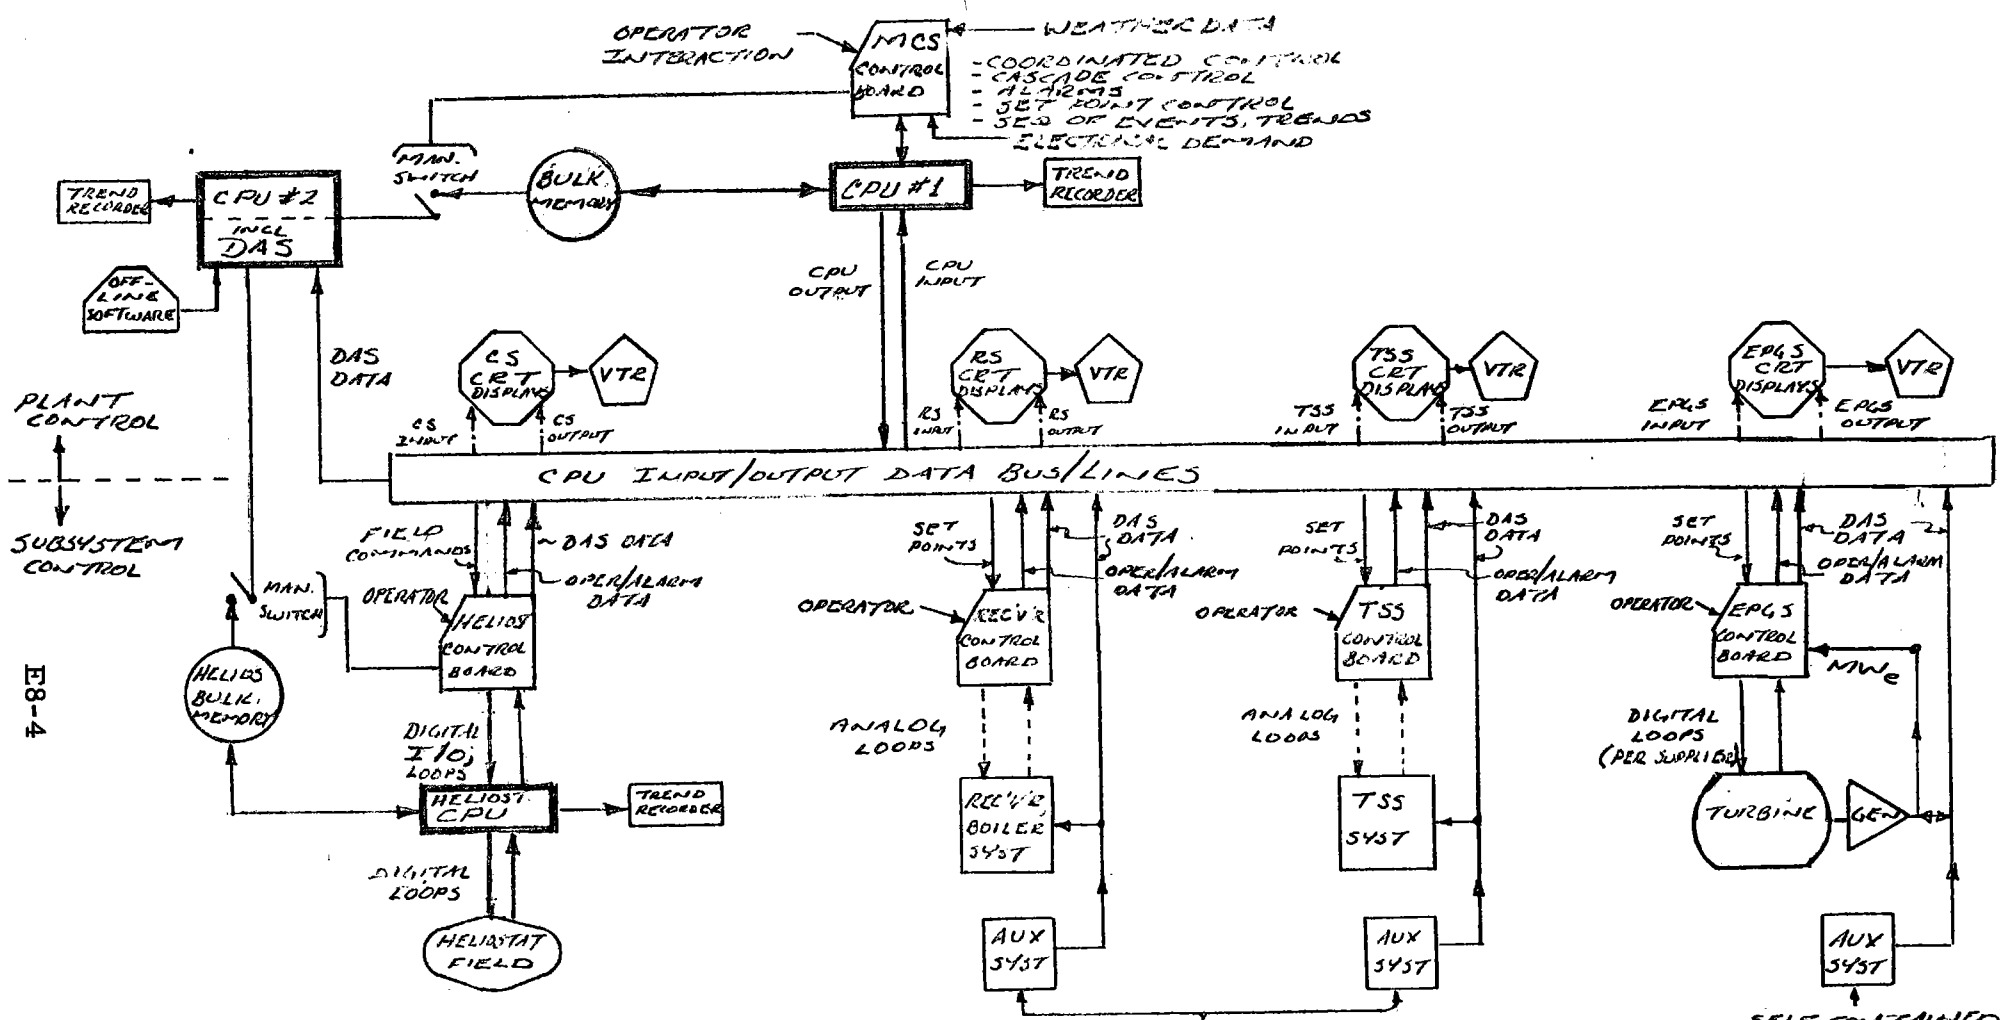 OPERATOR
INTERACTION
MCS
CONTROL
BOARD
WEATHER DATA
- COORDINATED CONTROL
- CASCADE CONTROL
- ALARMS
- SET POINT CONTROL
- SEQ OF EVENTS, TRENDS
ELECTRICAL DEMAND
MAN.
SWITCH
TREND
RECORDER
CPU #2
INCL
DAS
BULK
MEMORY
CPU #1
TREND
RECORDER
OFF-
LINE
SOFTWARE
CPU
OUTPUT
CPU
INPUT
DAS
DATA
CS
CRT
DISPLAYS
VTR
RS
CRT
DISPLAYS
VTR
TSS
CRT
DISPLAYS
VTR
EPGS
CRT
DISPLAYS
VTR
PLANT
CONTROL
CS
INPUT
CS
OUTPUT
RS
INPUT
RS
OUTPUT
TSS
INPUT
TSS
OUTPUT
EPGS
INPUT
EPGS
OUTPUT
CPU INPUT/OUTPUT DATA BUS/LINES
SUBSYSTEM
CONTROL
FIELD
COMMANDS
DAS DATA
OPER/ALARM
DATA
SET
POINTS
DAS
DATA
OPER/ALARM
DATA
SET
POINTS
DAS
DATA
OPER/ALARM
DATA
SET
POINTS
DAS
DATA
OPER/ALARM
DATA
MAN.
SWITCH
OPERATOR
HELIOST
CONTROL
BOARD
OPERATOR
REC'V'R
CONTROL
BOARD
OPERATOR
TSS
CONTROL
BOARD
OPERATOR
EPGS
CONTROL
BOARD
MWe
HELIOS
BULK.
MEMORY
DIGITAL
I/O;
LOOPS
ANALOG
LOOPS
ANALOG
LOOPS
DIGITAL
LOOPS
(PER SUPPLIER)
HELIOST.
CPU
TREND
RECORDER
REC'V'R
BOILER
SYST
TSS
SYST
TURBINE
GEN
DIGITAL
LOOPS
HELIOSTAT
FIELD
AUX
SYST
AUX
SYST
AUX
SYST
E8-4